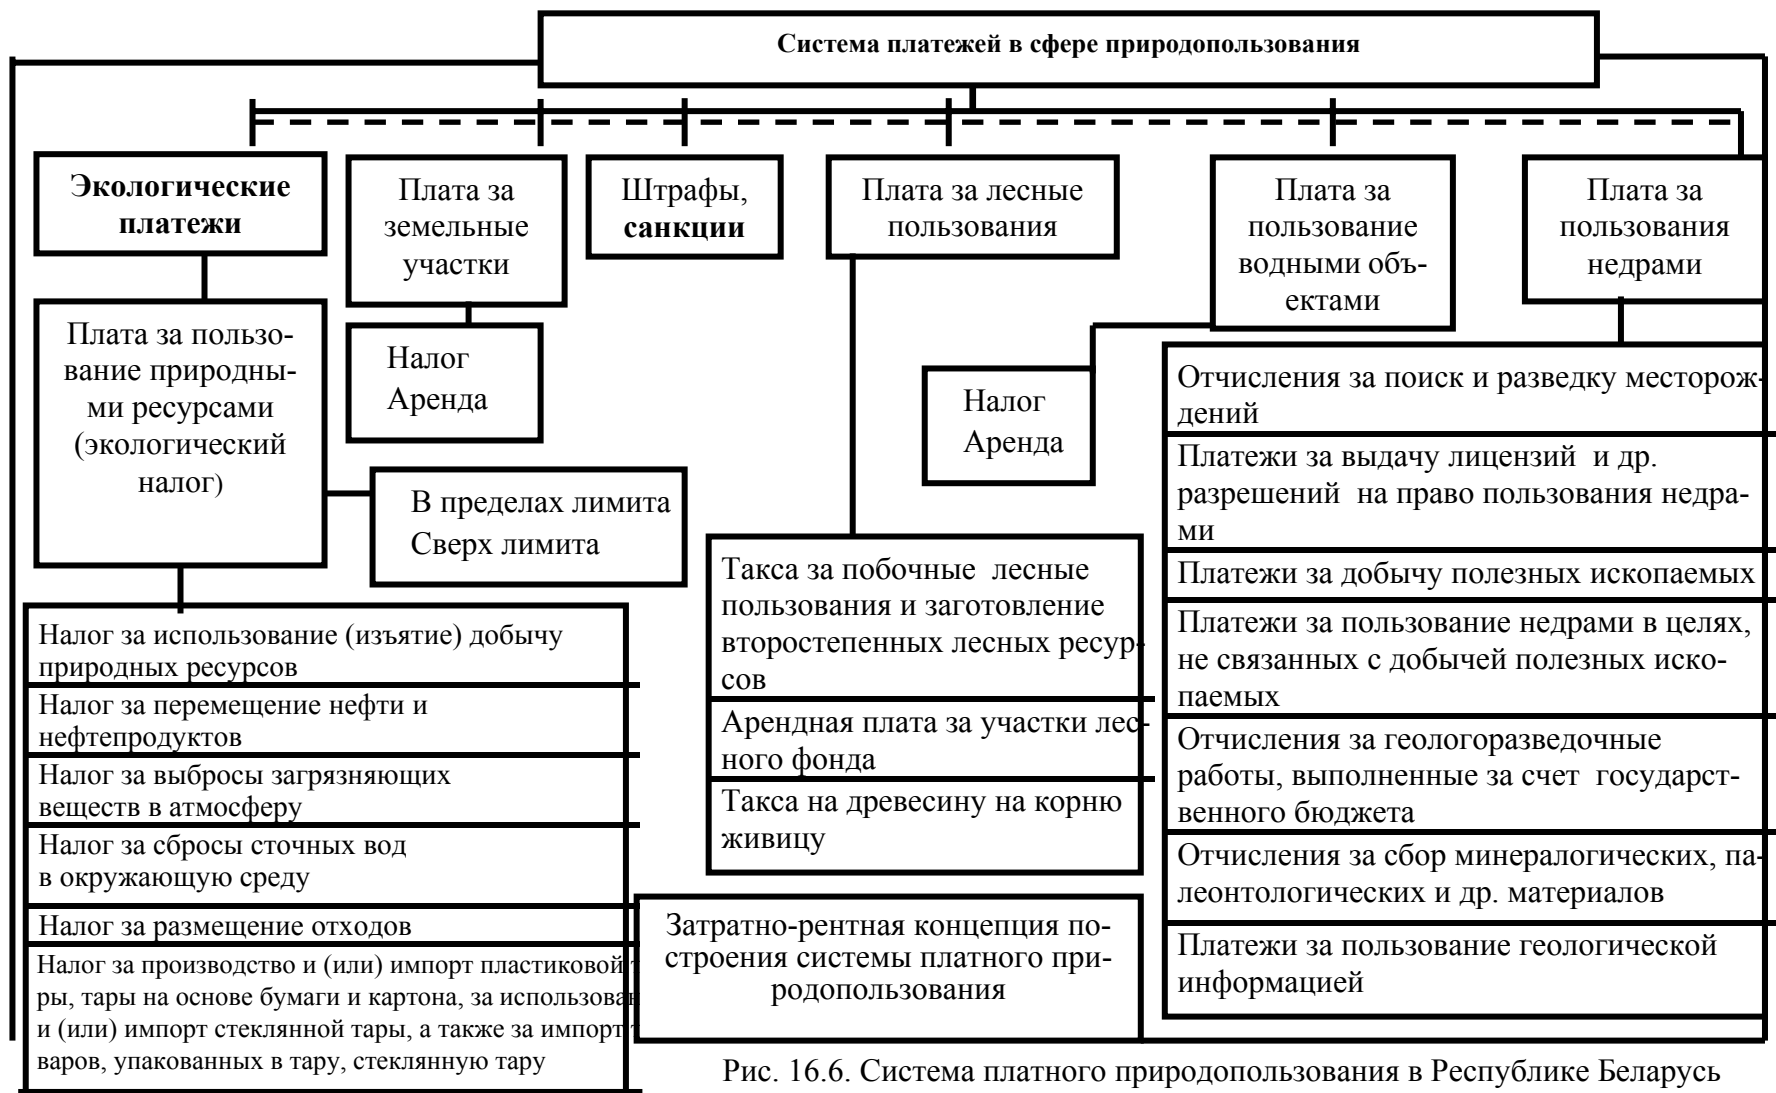 Система платежей в сфере природопользования
Экологические
платежи
Плата за
земельные
участки
Штрафы,
санкции
Плата за лесные
пользования
Плата за
пользование
водными объ-
ектами
Плата за
пользования
недрами
Плата за пользо-
вание природны-
ми ресурсами
(экологический
налог)
Налог
Аренда
В пределах лимита
Сверх лимита
Налог
Аренда
Налог за использование (изъятие) добычу
природных ресурсов
Налог за перемещение нефти и
нефтепродуктов
Налог за выбросы загрязняющих
веществ в атмосферу
Налог за сбросы сточных вод
в окружающую среду
Налог за размещение отходов
Налог за производство и (или) импорт пластиковой
ры, тары на основе бумаги и картона, за использован
и (или) импорт стеклянной тары, а также за импорт
варов, упакованных в тару, стеклянную тару
Такса за побочные лесные
пользования и заготовление
второстепенных лесных ресур-
сов
Арендная плата за участки лес-
ного фонда
Такса на древесину на корню
живицу
Затратно-рентная концепция по-
строения системы платного при-
родопользования
Отчисления за поиск и разведку месторож-
дений
Платежи за выдачу лицензий и др.
разрешений на право пользования недра-
ми
Платежи за добычу полезных ископаемых
Платежи за пользование недрами в целях,
не связанных с добычей полезных иско-
паемых
Отчисления за геологоразведочные
работы, выполненные за счет государст-
венного бюджета
Отчисления за сбор минералогических, па-
леонтологических и др. материалов
Платежи за пользование геологической
информацией
Рис. 16.6. Система платного природопользования в Республике Беларусь